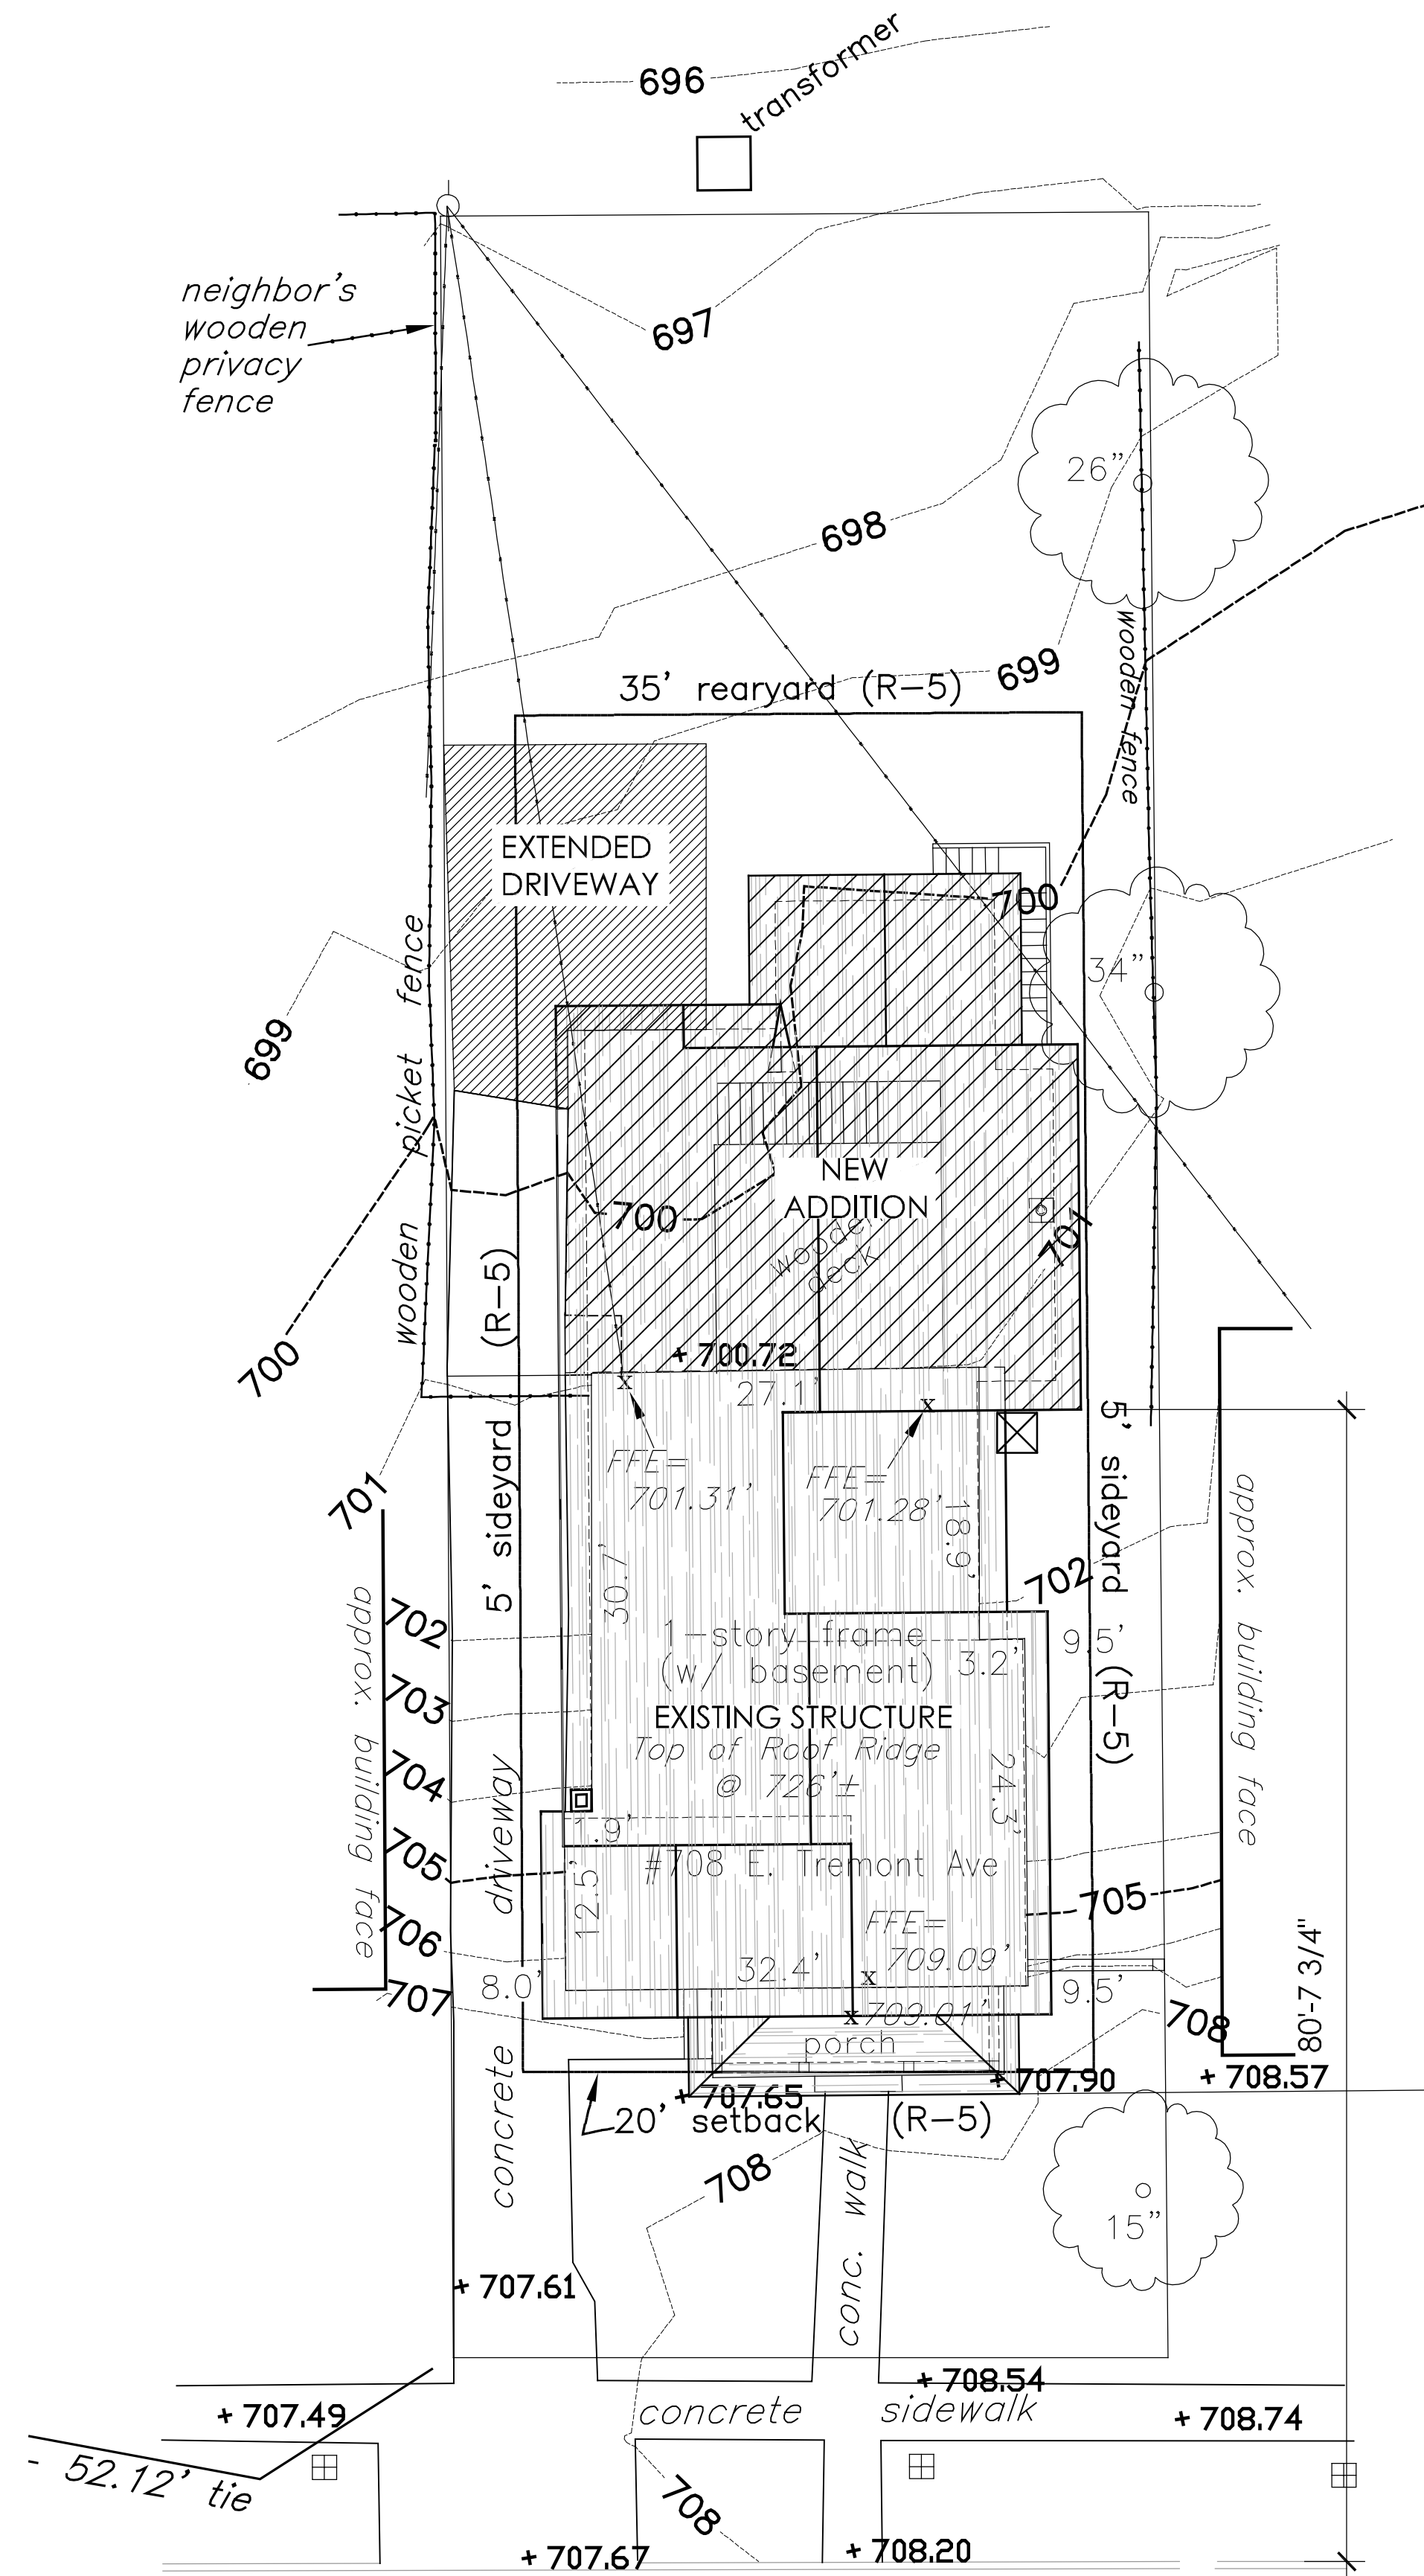 696
transformer
neighbor's
wooden
privacy
fence
697
26"
698
wooden fence
699
35' rearyard (R-5)
EXTENDED
DRIVEWAY
700
34"
wooden picket fence
699
NEW
ADDITION
700
wooden
deck
701
700
(R-5)
+ 700.72
27.1'
5' sideyard (R-5)
5' sideyard
FFE=
701.31'
FFE=
701.28'
18.9'
701
approx. building face
30.7'
702
702
approx. building face
1-story frame
(w/ basement)
3.2'
9.5'
703
EXISTING STRUCTURE
Top of Roof Ridge
@ 726'±
704
24.3'
concrete driveway
705
#708 E. Tremont Ave
12.5'
705
706
FFE=
709.09'
32.4'
8.0'
9.5'
707
709.01'
708
80'-7 3/4"
porch
+ 707.65
+ 707.90
+ 708.57
20' setback (R-5)
708
conc. walk
15"
+ 707.61
+ 708.54
+ 707.49
concrete sidewalk
+ 708.74
- 52.12' tie
708
+ 707.67
+ 708.20